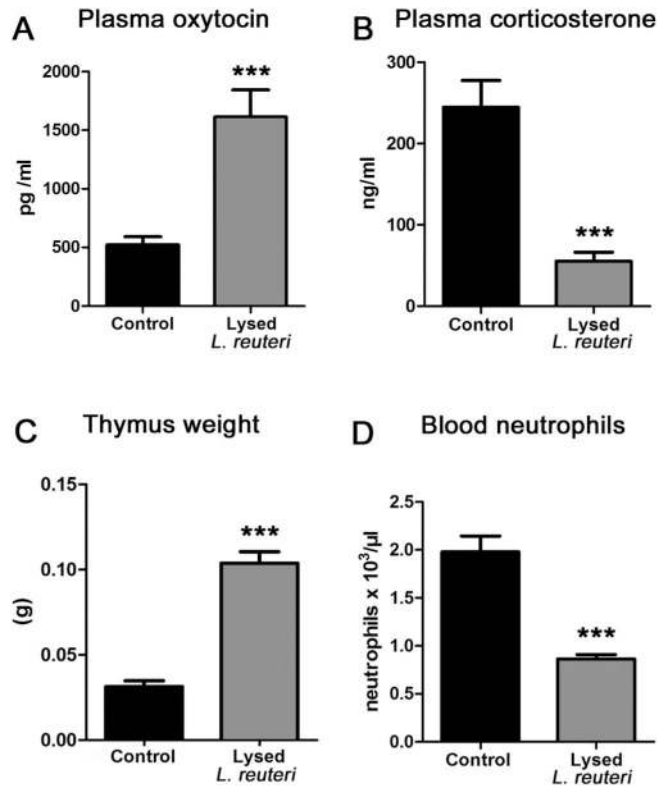 A Plasma oxytocin
pg /ml
2000
1500
1000
500
0
***
Control
Lysed
L. reuteri
B Plasma corticosterone
ng/ml
300
200
100
0
***
Control
Lysed
L. reuteri
C Thymus weight
(g)
0.15
0.10
0.05
0.00
***
Control
Lysed
L. reuteri
D Blood neutrophils
neutrophils x 10³/µl
2.5
2.0
1.5
1.0
0.5
0.0
***
Control
Lysed
L. reuteri